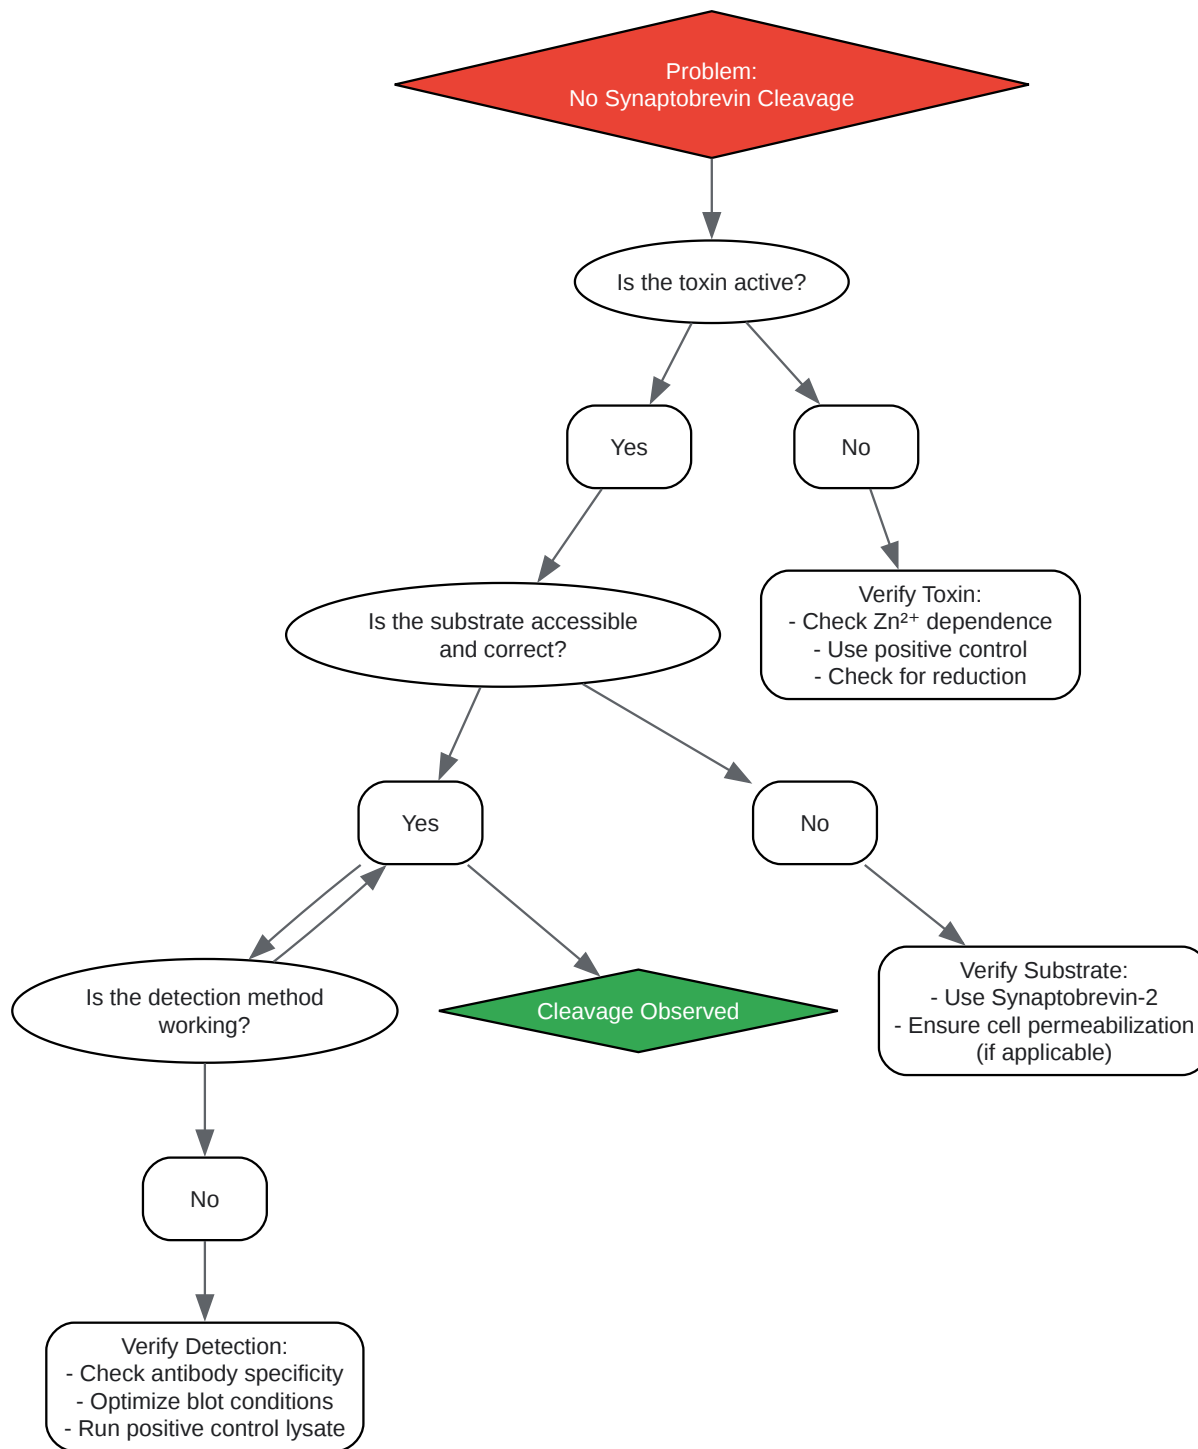 Problem:
No Synaptobrevin Cleavage
Is the toxin active?
Yes
No
Is the substrate accessible
and correct?
Verify Toxin:
- Check Zn²⁺ dependence
- Use positive control
- Check for reduction
Yes
No
Is the detection method
working?
Cleavage Observed
Verify Substrate:
- Use Synaptobrevin-2
- Ensure cell permeabilization
(if applicable)
No
Verify Detection:
- Check antibody specificity
- Optimize blot conditions
- Run positive control lysate